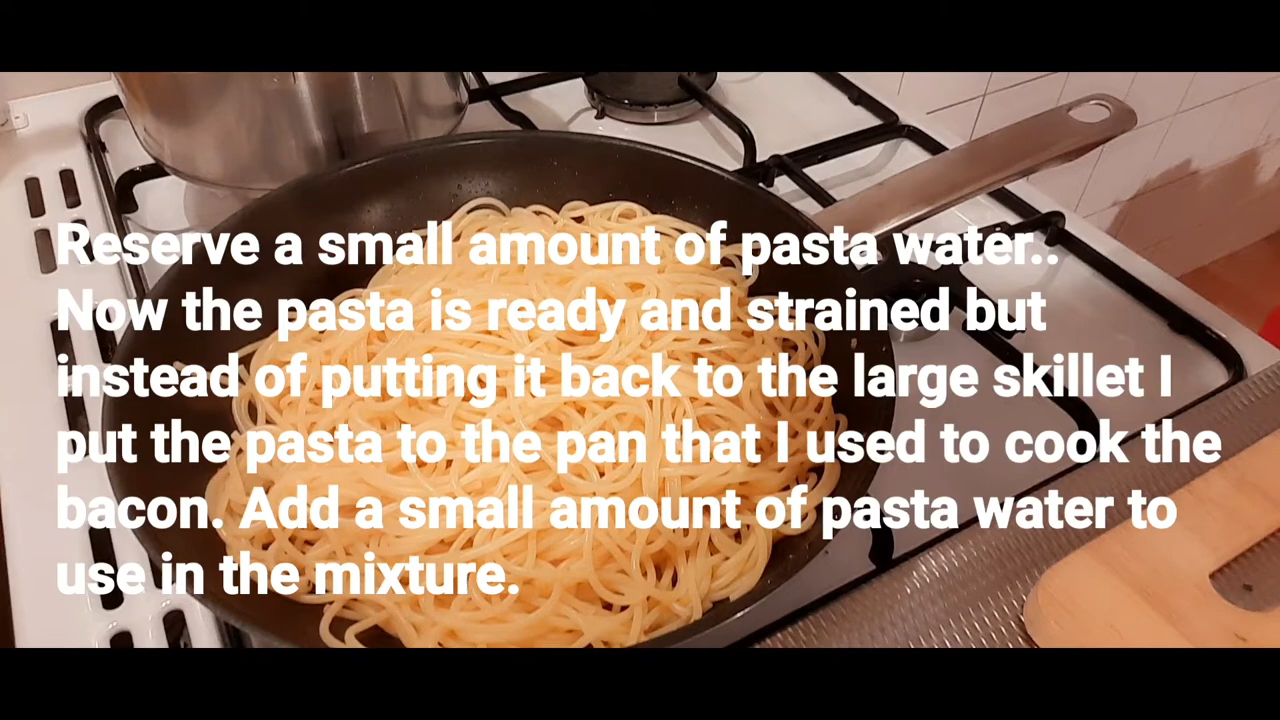 Reserve a small amount of pasta water..
Now the pasta is ready and strained but
instead of putting it back to the large skillet I
put the pasta to the pan that I used to cook the
bacon. Add a small amount of pasta water to
use in the mixture.